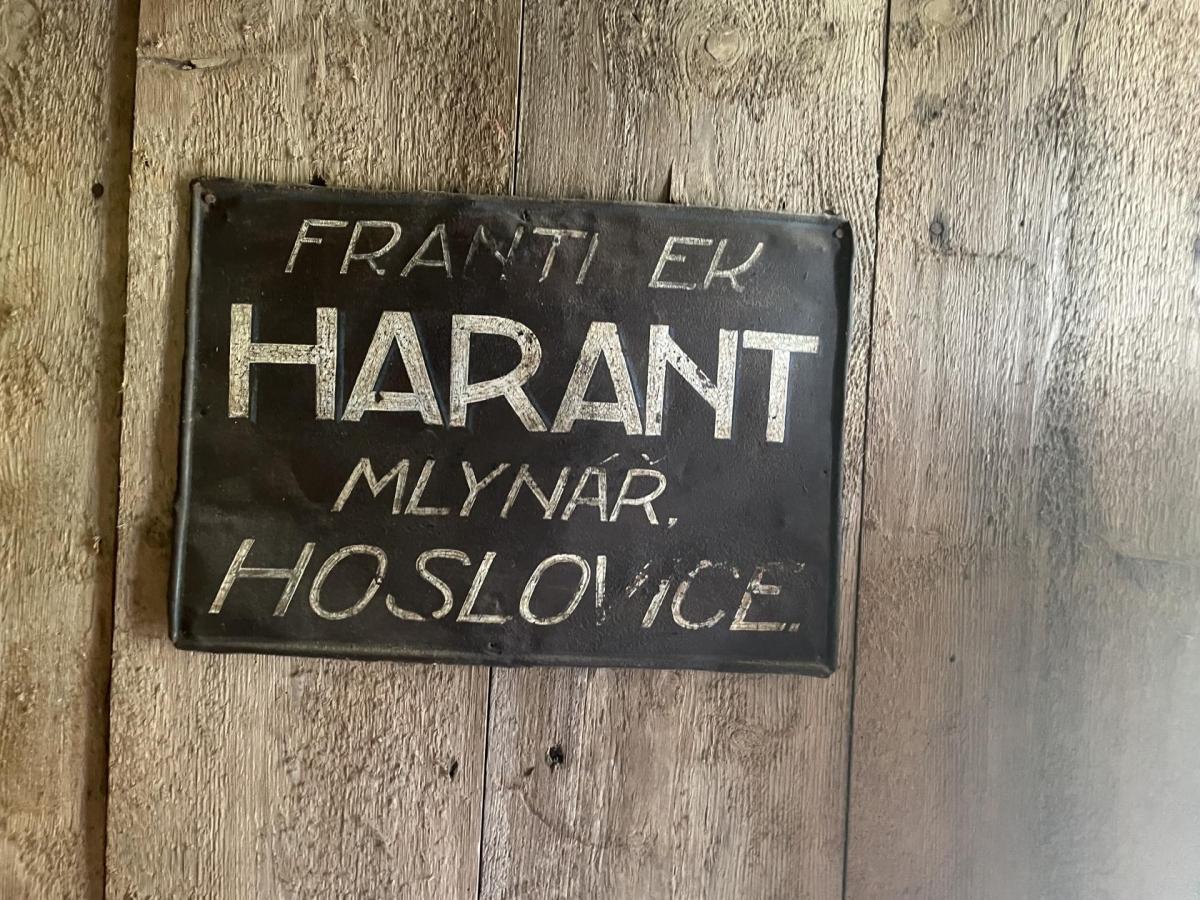 FRANTI EK
HARANT
MLYNÁŘ,
HOSLOVICE.